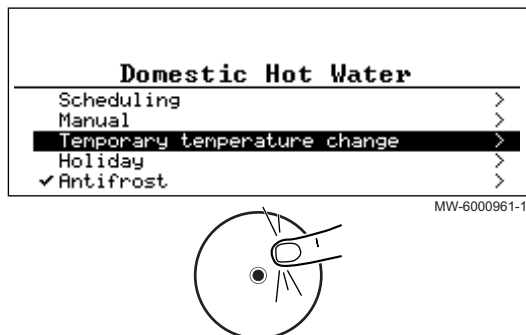 Domestic Hot Water
Scheduling >
Manual >
Temporary temperature change >
Holiday >
✓Antifrost >
MW-6000961-1